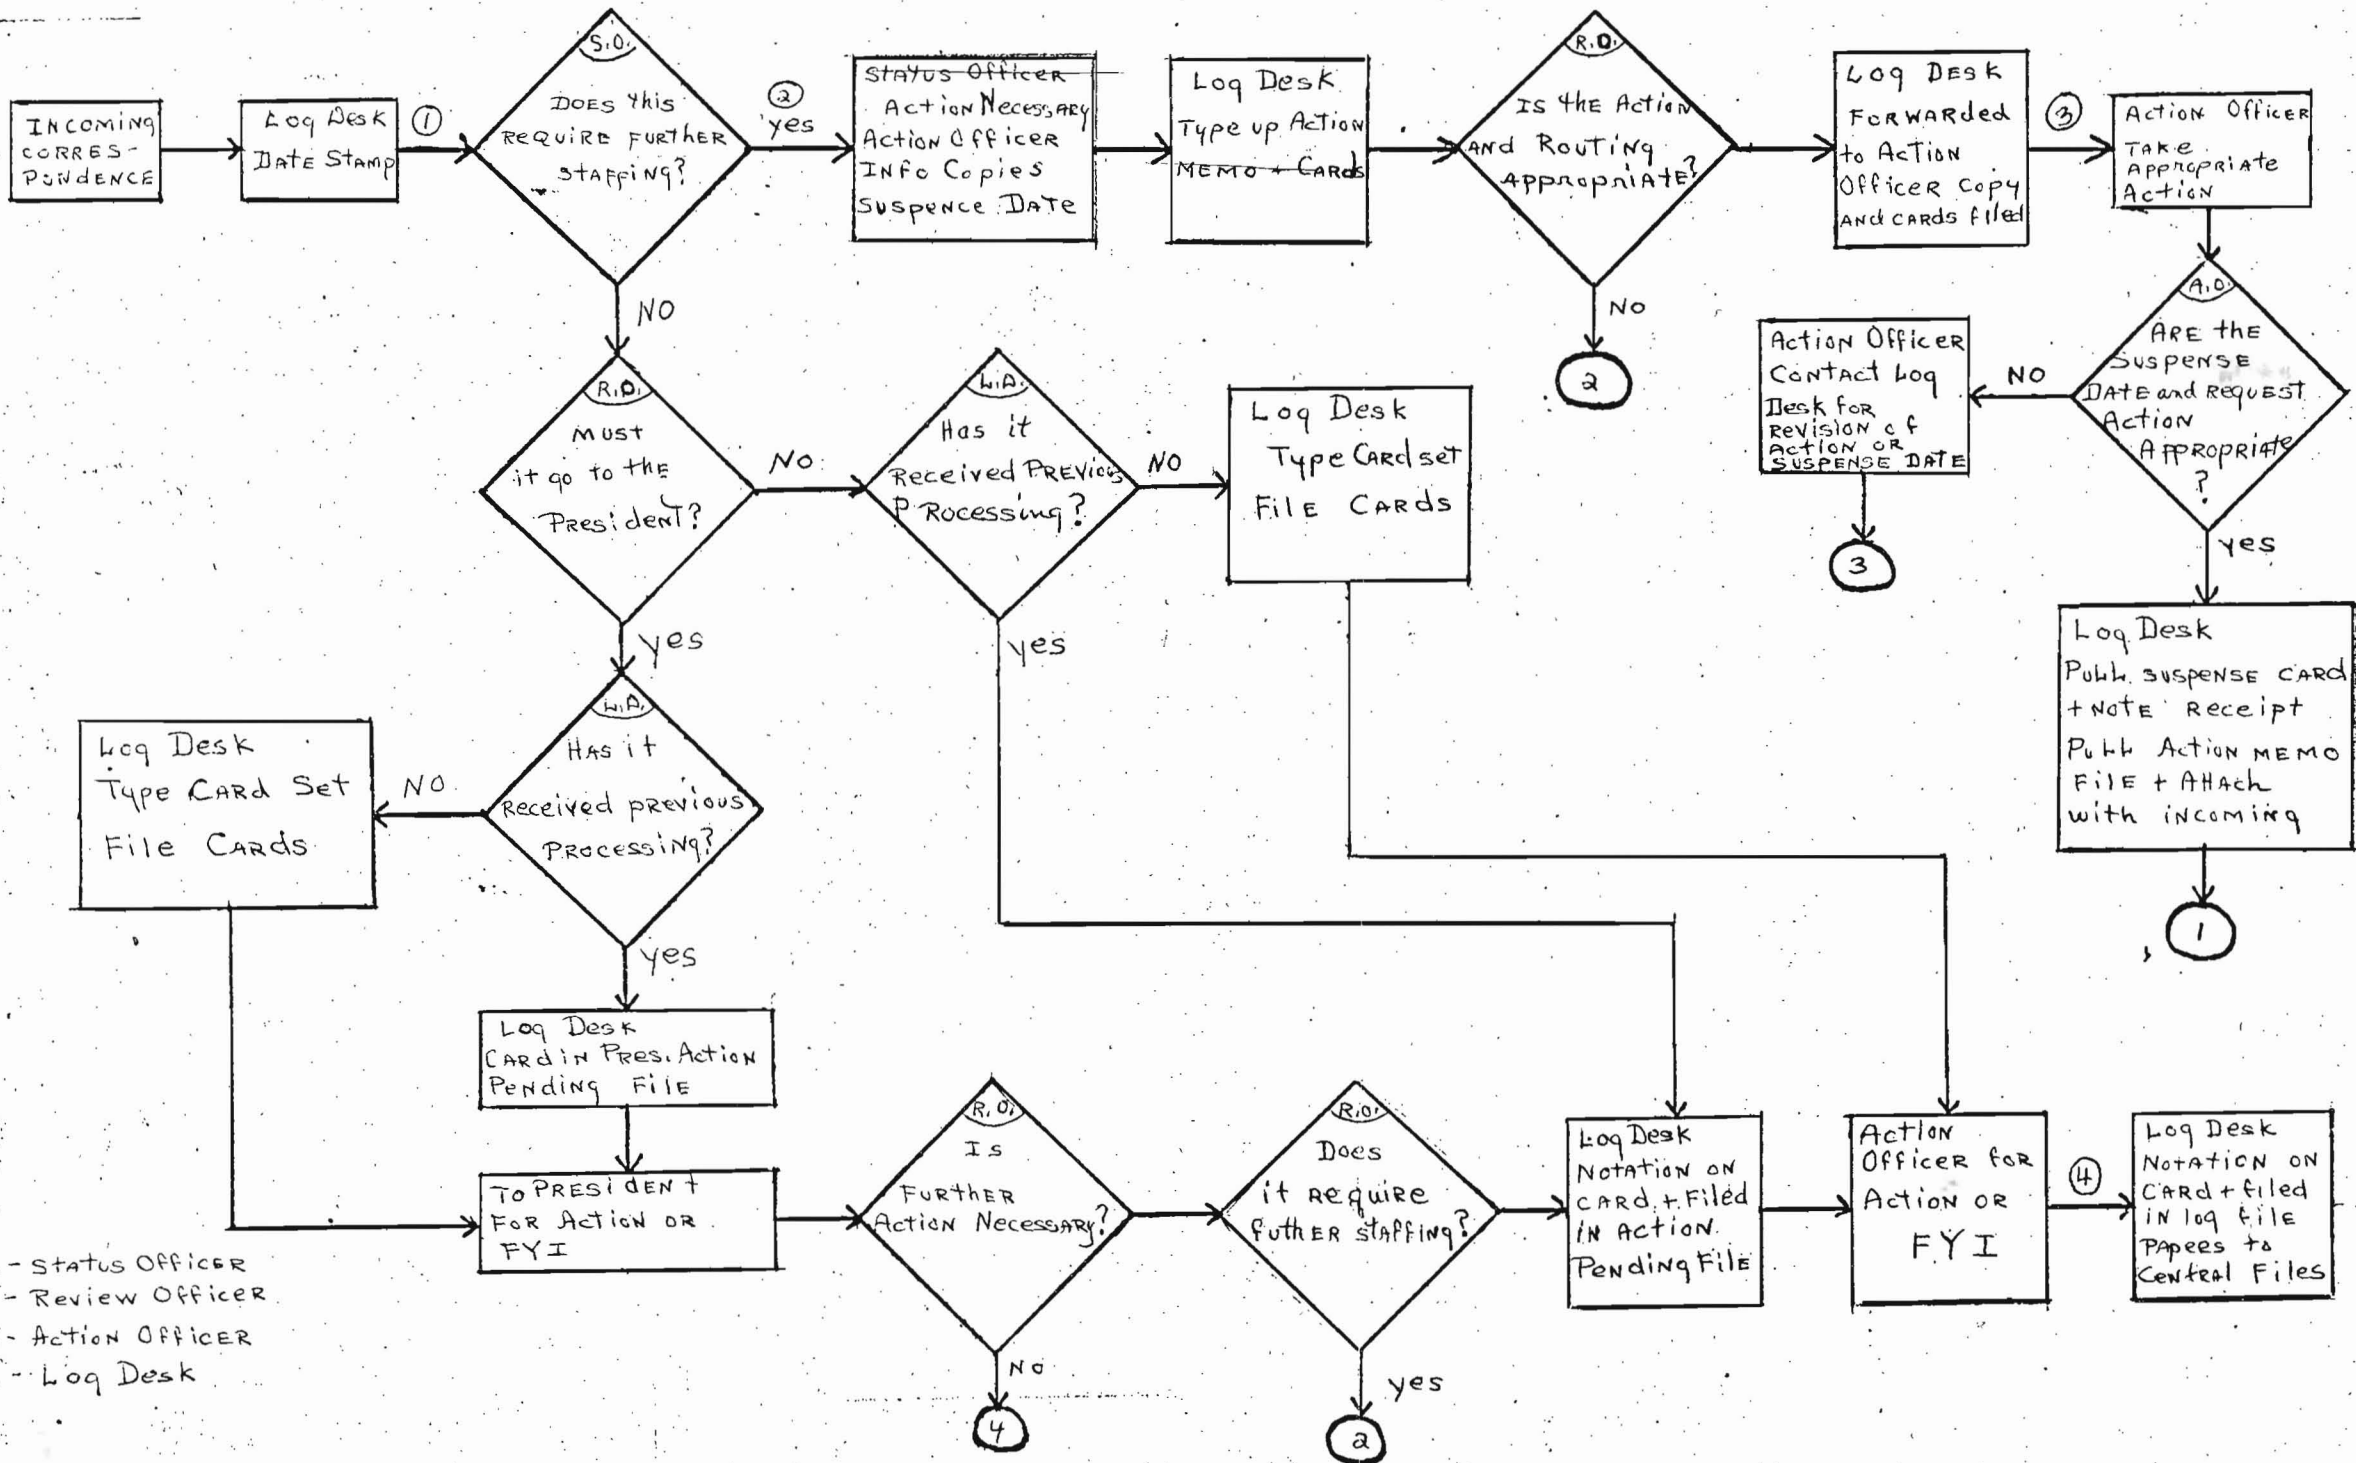 INCOMING
CORRES-
PONDENCE
Log Desk
DATE STAMP
①
S.O.
DOES this
REQUIRE FURTHER
STAFFING?
②
yes
NO
STATUS Officer
Action Necessary
Action Officer
INFO Copies
SUSPENCE DATE
Log Desk
Type up Action
MEMO + CARDS
R.O.
IS the Action
AND Routing
Appropriate?
NO
2
Log DESK
FORWARded
to Action
Officer Copy
AND CARDS filed
③
Action Officer
TAKE
Appropriate
Action
A.O.
ARE the
Suspense
DATE and REQUEST
Action
Appropriate
?
NO
Action Officer
Contact Log
Desk for
Revision of
Action OR
SUSPENSE DATE
3
yes
Log Desk
Pull SUSPENSE CARd
+ NotE Receipt
Pull Action MEMO
FILE + Attach
with incoming
1
R.O.
MUST
it go to the
President?
NO
L.D.
Has it
Received PREVIOUS
PROCESSING?
NO
Log Desk
Type CARd set
File CARDS
yes
yes
L.D.
HAS it
Received previous
PROCESSING?
NO
Log Desk
Type CARd Set
File CARDS
yes
Log Desk
CARd IN PRES. Action
Pending File
TO PRESIDENT
FOR Action OR
FYI
R.O.
Is
FURTHER
Action Necessary?
NO
4
R.O.
Does
it REQUIRE
futhER STAFFING?
yes
2
Log Desk
NOTATION ON
CARD + Filed
IN ACTION
Pending File
Action
Officer for
Action OR
FYI
④
Log Desk
NOTATION ON
CARD + filed
IN log file
PApees to
Central Files
- Status Officer
- Review Officer
- Action Officer
- Log Desk